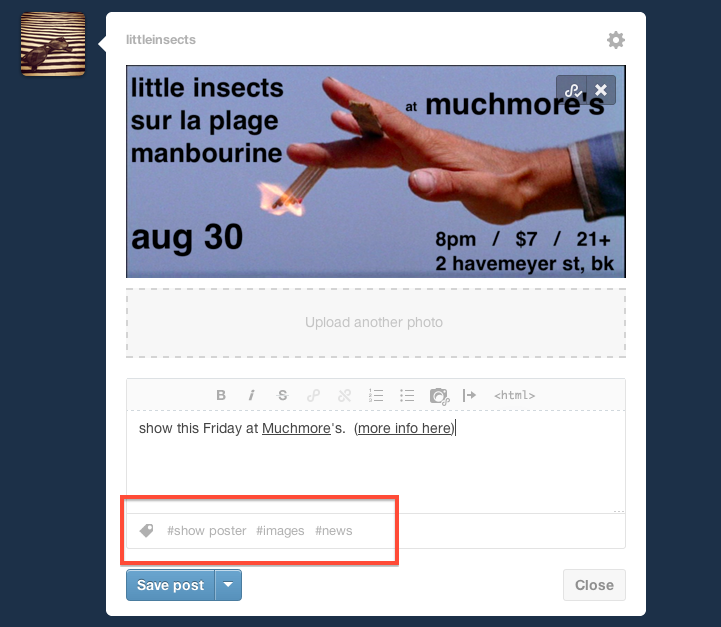 littleinsects
little insects
sur la plage
manbourine
at muchmore's
aug 30
8pm / $7 / 21+
2 havemeyer st, bk
Upload another photo
B i S <html>
show this Friday at Muchmore's. (more info here)
#show poster #images #news
Save post
Close